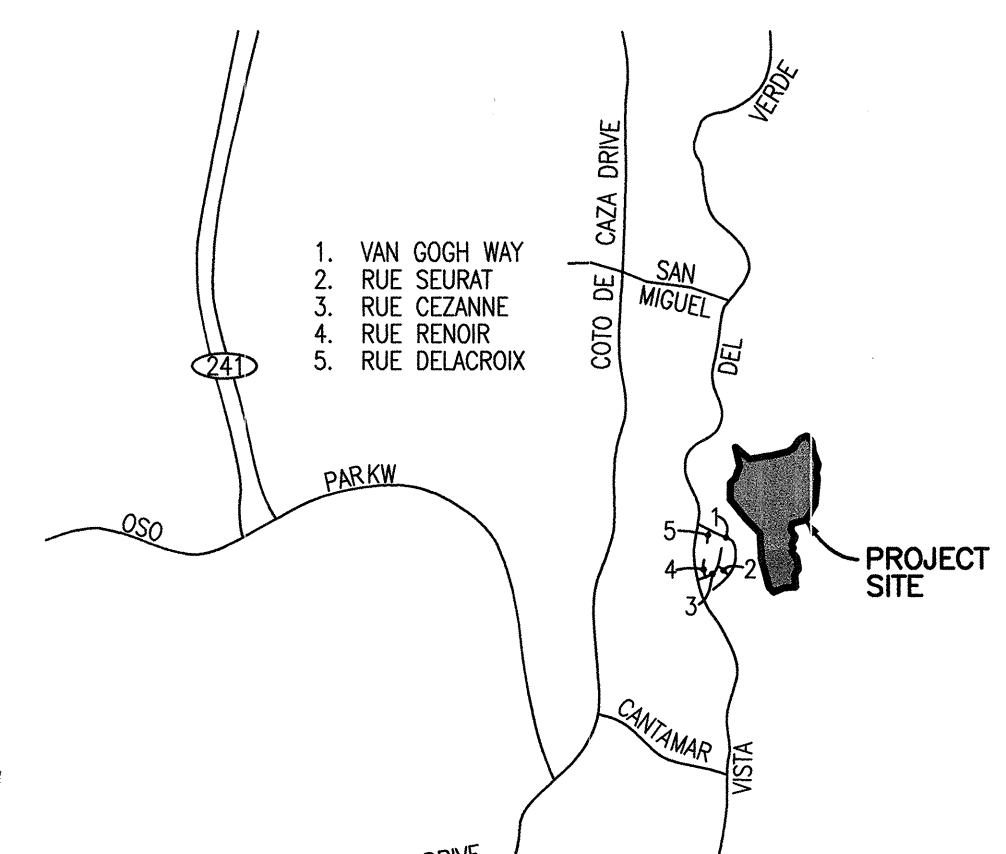 VERDE
CAZA DRIVE
1. VAN GOGH WAY
2. RUE SEURAT
3. RUE CEZANNE
4. RUE RENOIR
5. RUE DELACROIX
SAN
MIGUEL
COTO DE
DEL
241
PARKW
OSO
1
5
4
2
3
PROJECT
SITE
CANTAMAR
VISTA